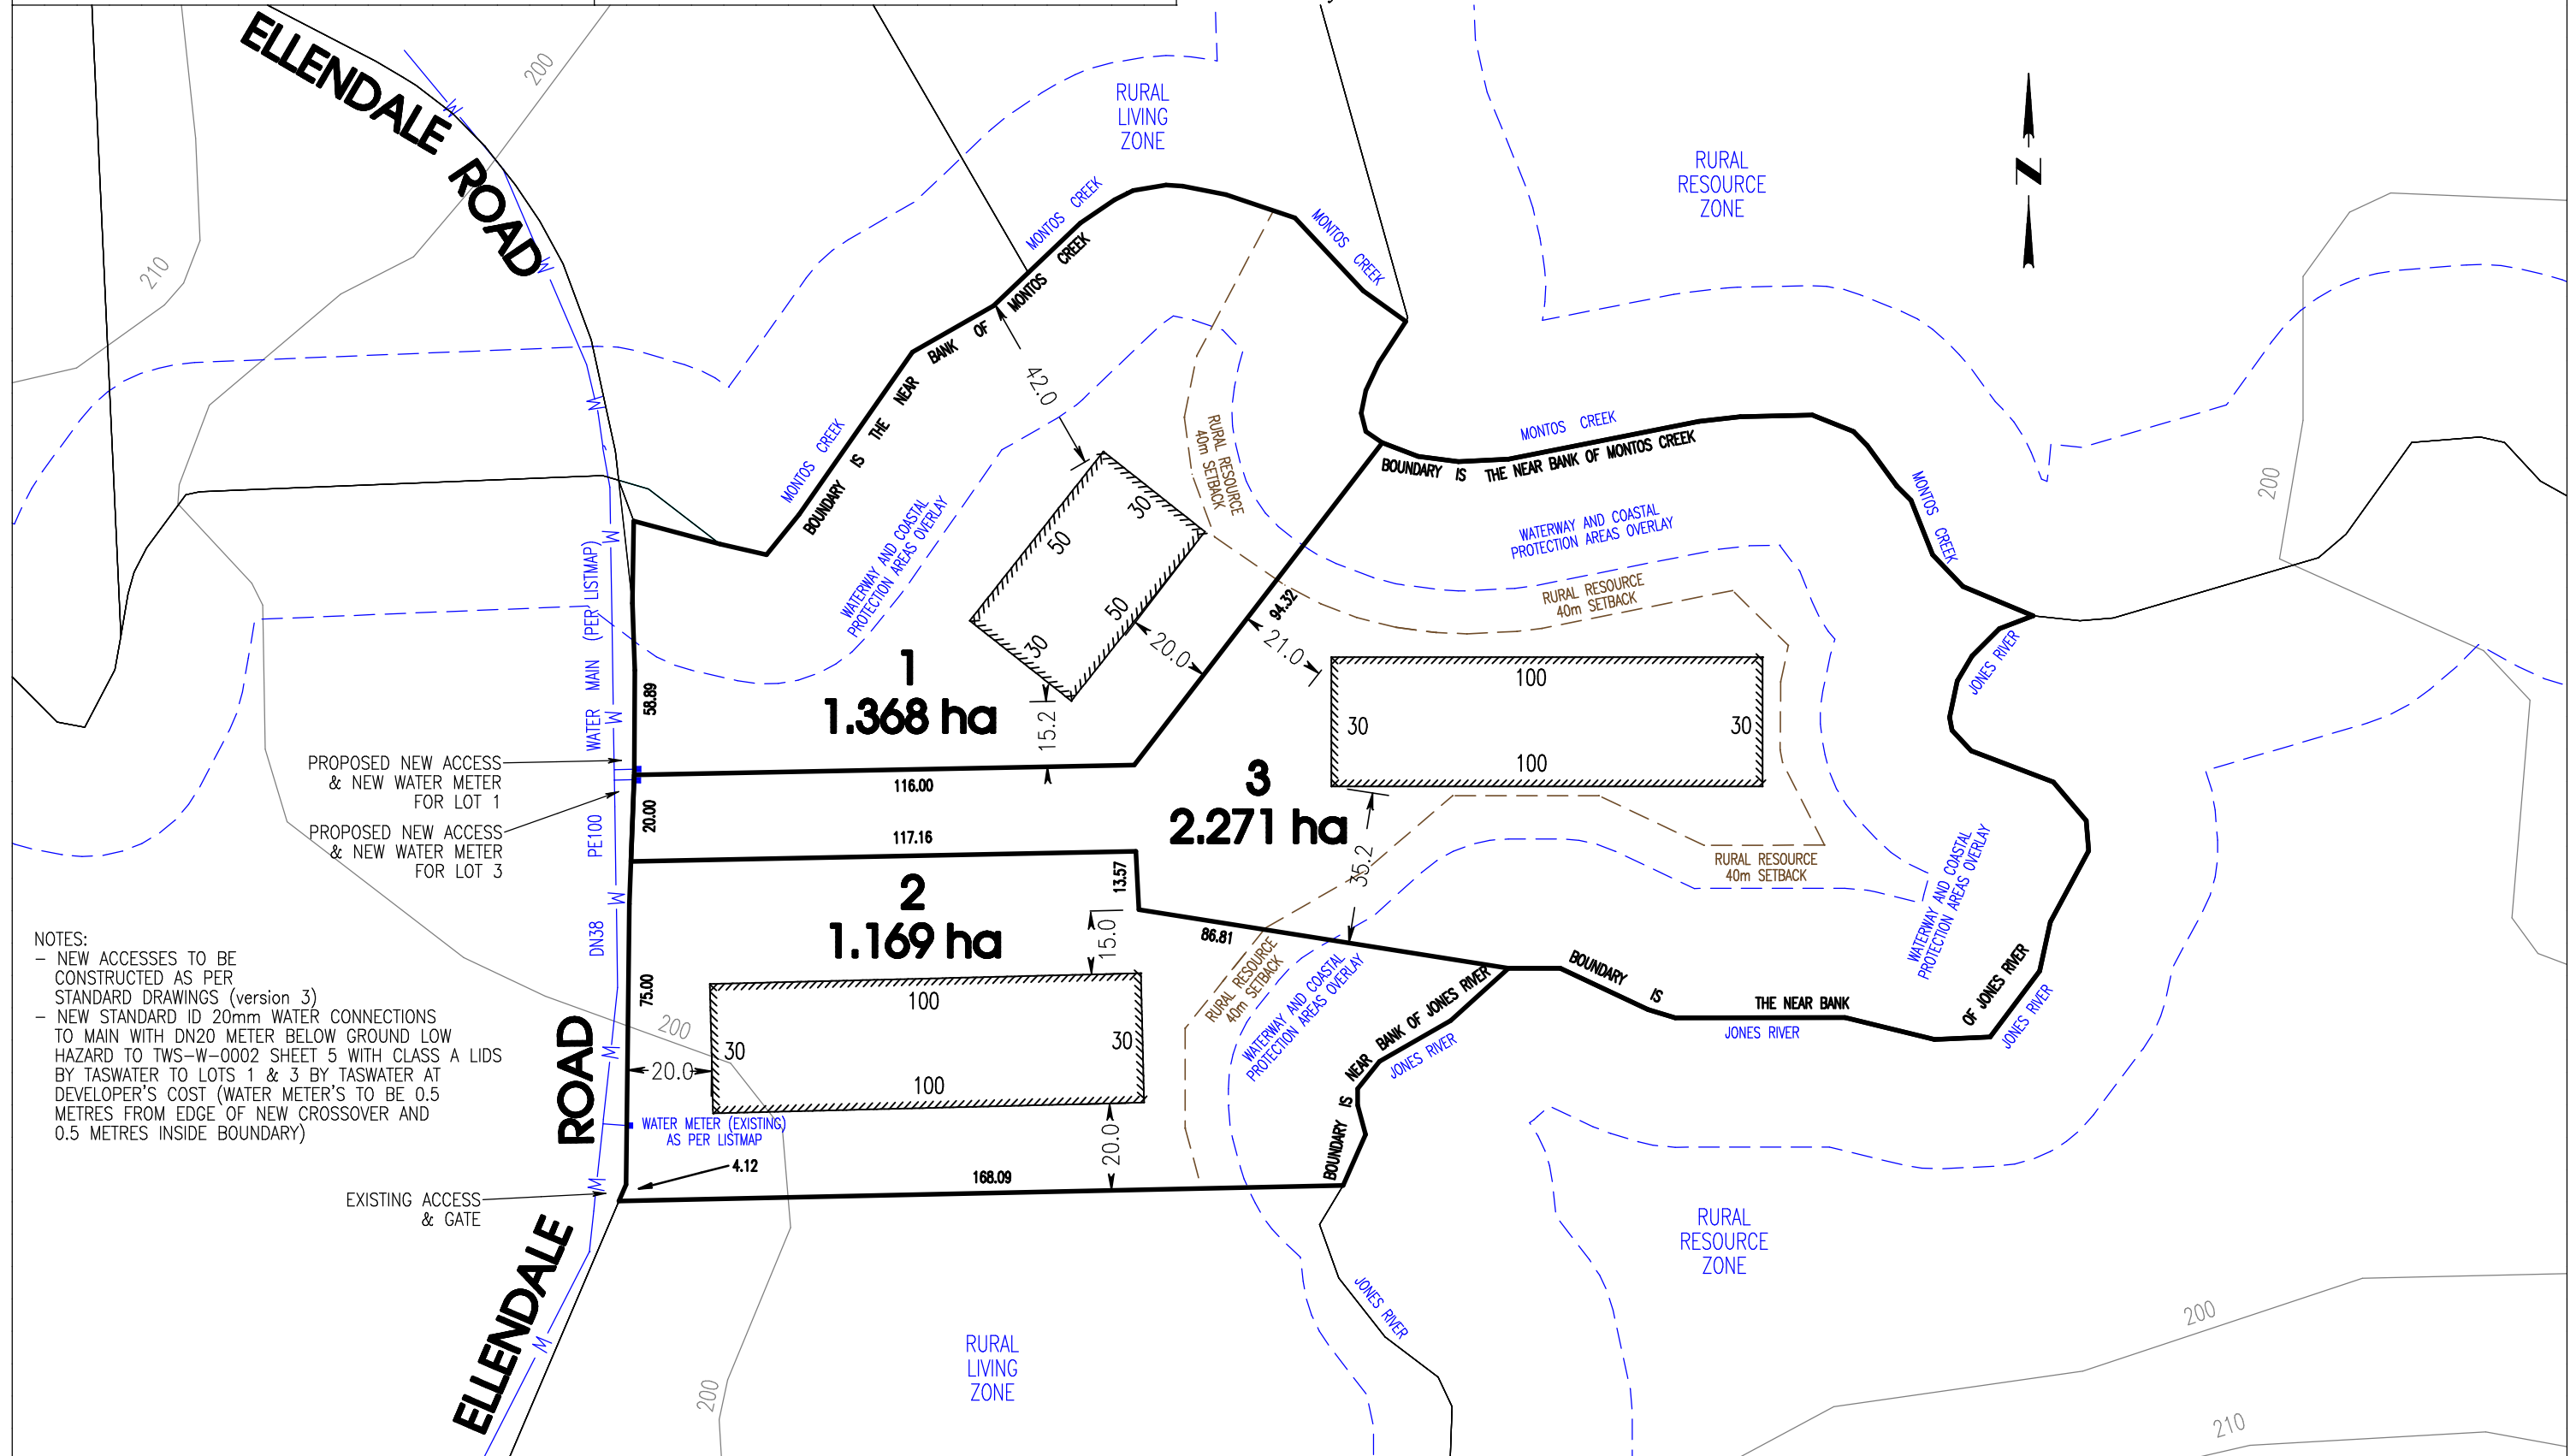 ELLENDALE ROAD
200
210
RURAL
LIVING
ZONE
RURAL
RESOURCE
ZONE
N
MONTOS CREEK
MONTOS CREEK
MONTOS CREEK
BOUNDARY IS THE NEAR BANK OF MONTOS CREEK
42.0
RURAL RESOURCE
40m SETBACK
MONTOS CREEK
BOUNDARY IS THE NEAR BANK OF MONTOS CREEK
MONTOS CREEK
200
WATERWAY AND COASTAL
PROTECTION AREAS OVERLAY
WATERWAY AND COASTAL
PROTECTION AREAS OVERLAY
RURAL RESOURCE
40m SETBACK
30
50
50
30
94.32
20.0
21.0
15.2
JONES RIVER
WATER MAIN (PER LISTMAP)
PE100
DN38
58.89
1
1.368 ha
100
30
30
100
PROPOSED NEW ACCESS
& NEW WATER METER
FOR LOT 1
116.00
3
2.271 ha
PROPOSED NEW ACCESS
& NEW WATER METER
FOR LOT 3
20.00
117.16
13.57
35.2
RURAL RESOURCE
40m SETBACK
WATERWAY AND COASTAL
PROTECTION AREAS OVERLAY
2
1.169 ha
15.0
86.81
RURAL RESOURCE
40m SETBACK
WATERWAY AND COASTAL
PROTECTION AREAS OVERLAY
BOUNDARY IS THE NEAR BANK OF JONES RIVER
JONES RIVER
JONES RIVER
BOUNDARY IS NEAR BANK OF JONES RIVER
JONES RIVER
NOTES:
– NEW ACCESSES TO BE
CONSTRUCTED AS PER
STANDARD DRAWINGS (version 3)
– NEW STANDARD ID 20mm WATER CONNECTIONS
TO MAIN WITH DN20 METER BELOW GROUND LOW
HAZARD TO TWS-W-0002 SHEET 5 WITH CLASS A LIDS
BY TASWATER TO LOTS 1 & 3 BY TASWATER AT
DEVELOPER'S COST (WATER METER'S TO BE 0.5
METRES FROM EDGE OF NEW CROSSOVER AND
0.5 METRES INSIDE BOUNDARY)
75.00
200
100
30
30
100
20.0
20.0
WATER METER (EXISTING)
AS PER LISTMAP
4.12
168.09
EXISTING ACCESS
& GATE
ELLENDALE ROAD
W
W
W
W
W
W
W
W
W
W
W
RURAL
LIVING
ZONE
200
JONES RIVER
RURAL
RESOURCE
ZONE
200
210